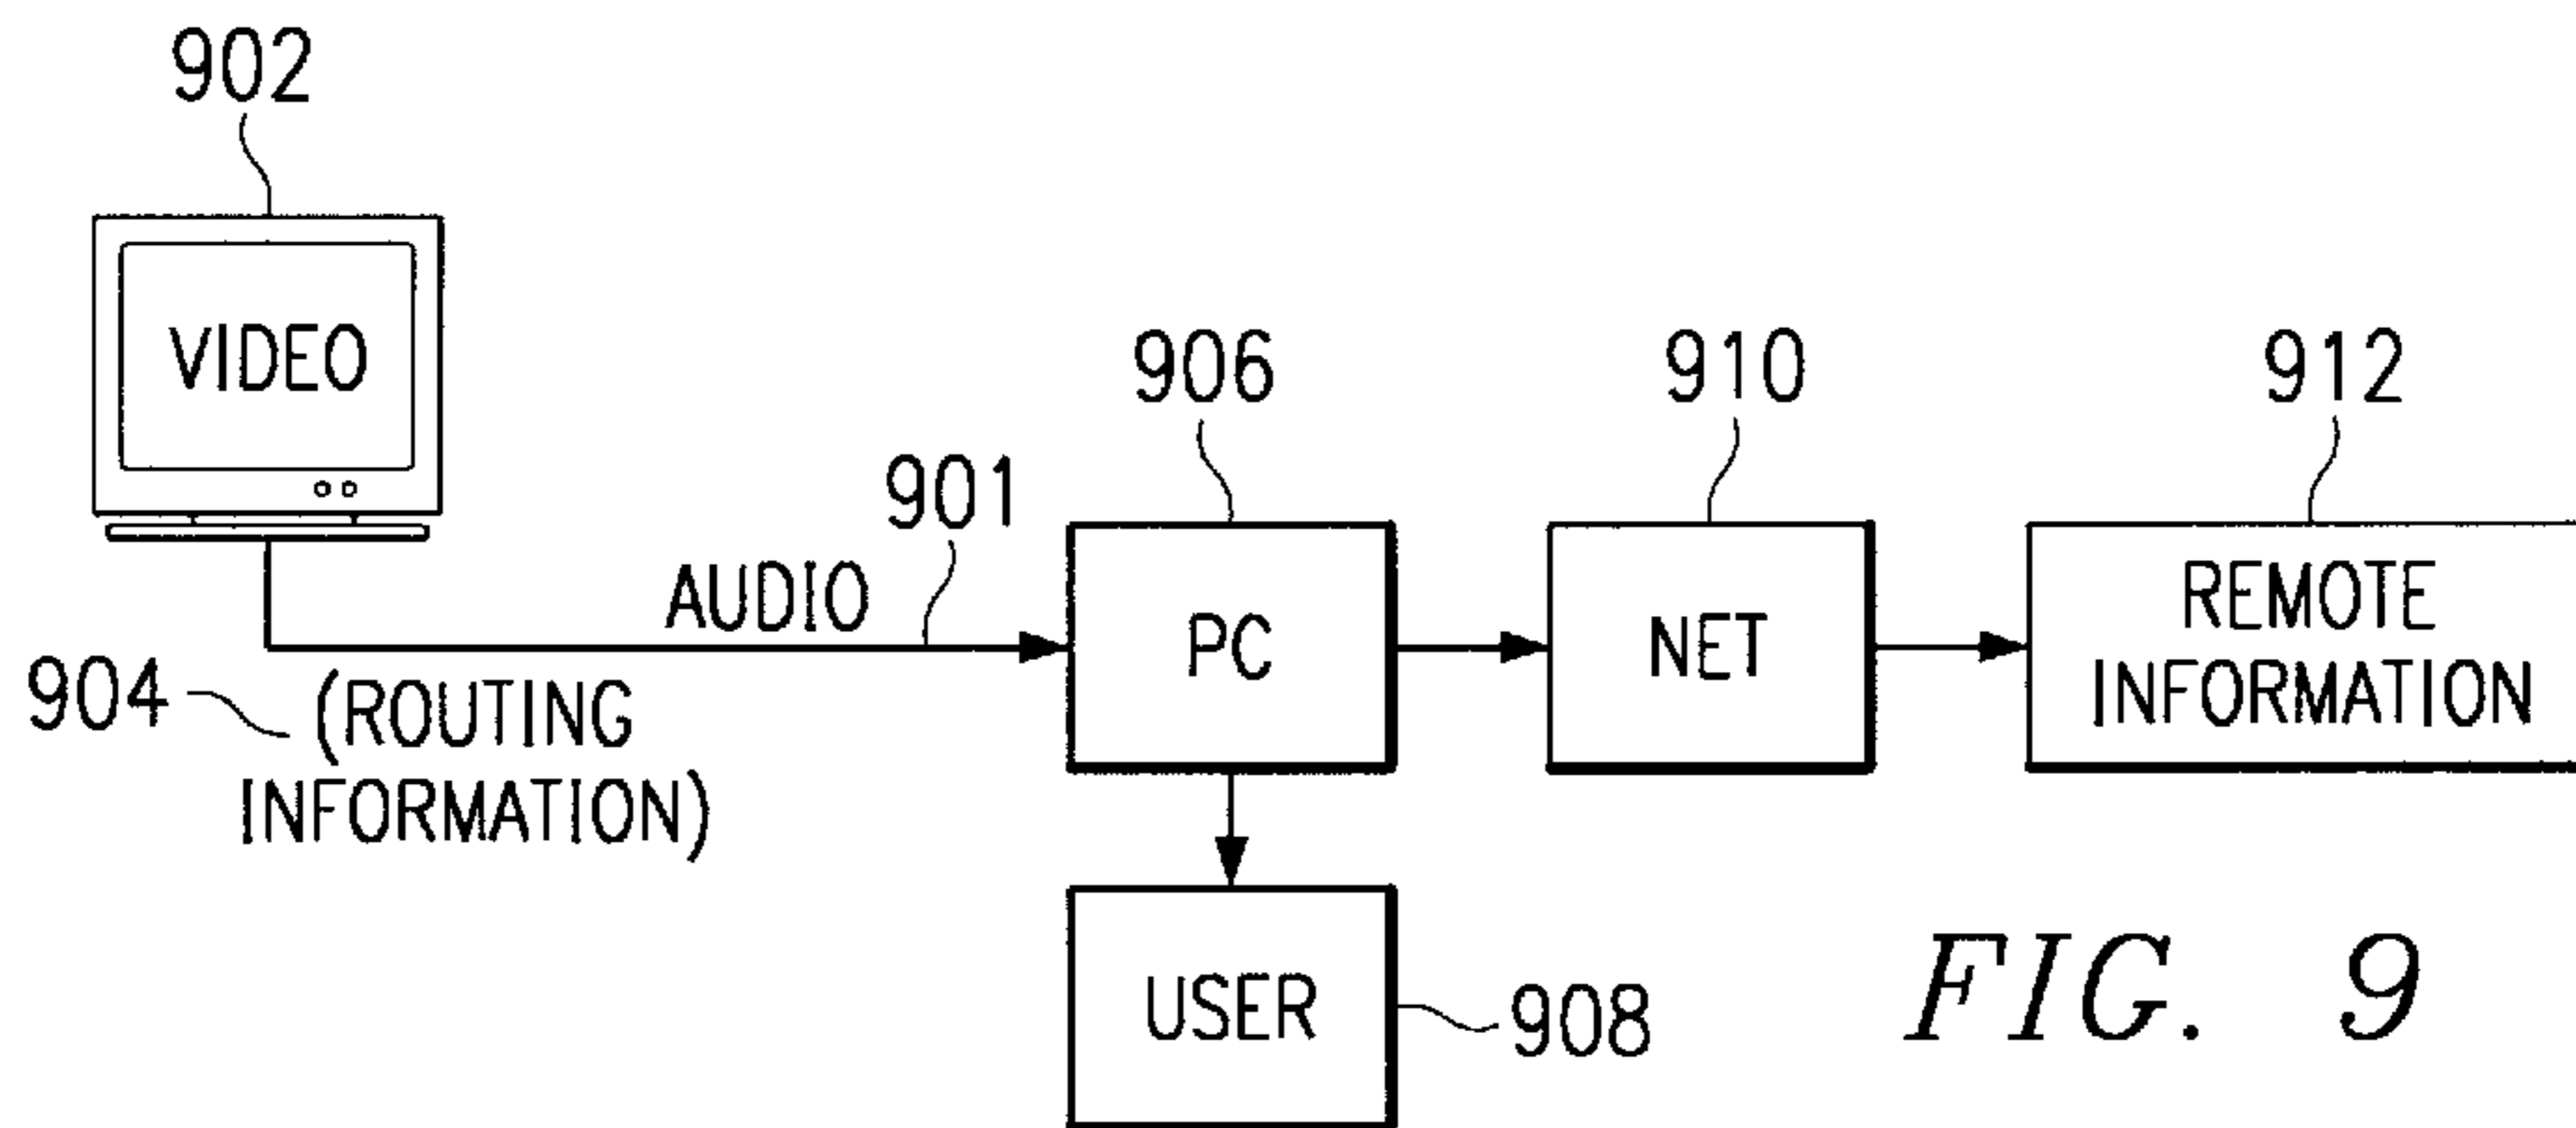 902
VIDEO
906
910
912
901
AUDIO
PC
NET
REMOTE
INFORMATION
904
(ROUTING
INFORMATION)
USER
908
FIG. 9